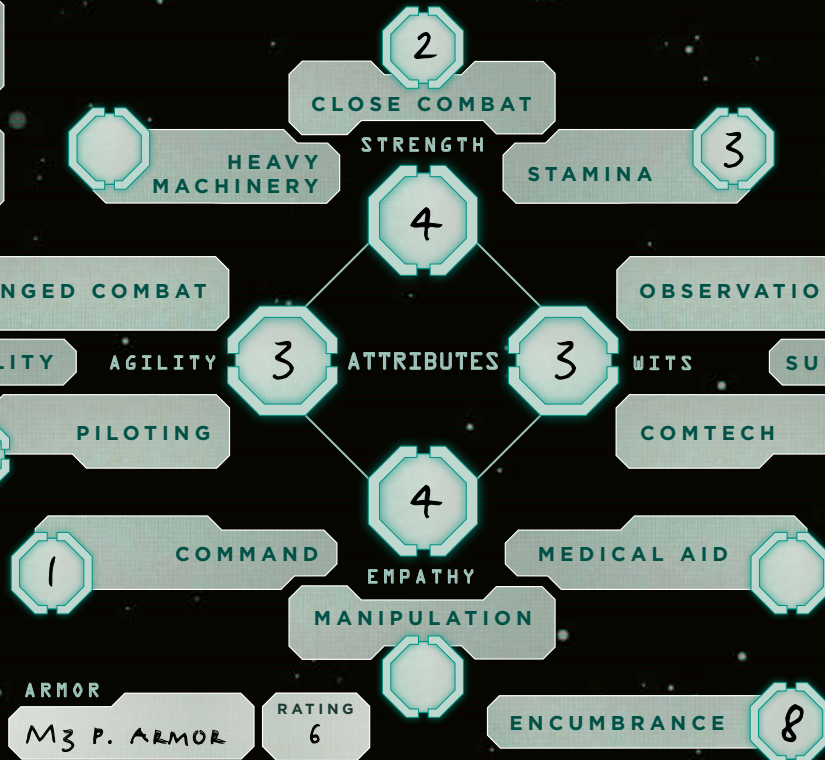 2
CLOSE COMBAT
STRENGTH
HEAVY
MACHINERY
STAMINA
3
4
NGED COMBAT
OBSERVATIO
LITY
AGILITY
3
ATTRIBUTES
3
WITS
SU
PILOTING
COMTECH
4
1
COMMAND
MEDICAL AID
EMPATHY
MANIPULATION
ARMOR
M3 P. ARMOR
RATING
6
ENCUMBRANCE
8